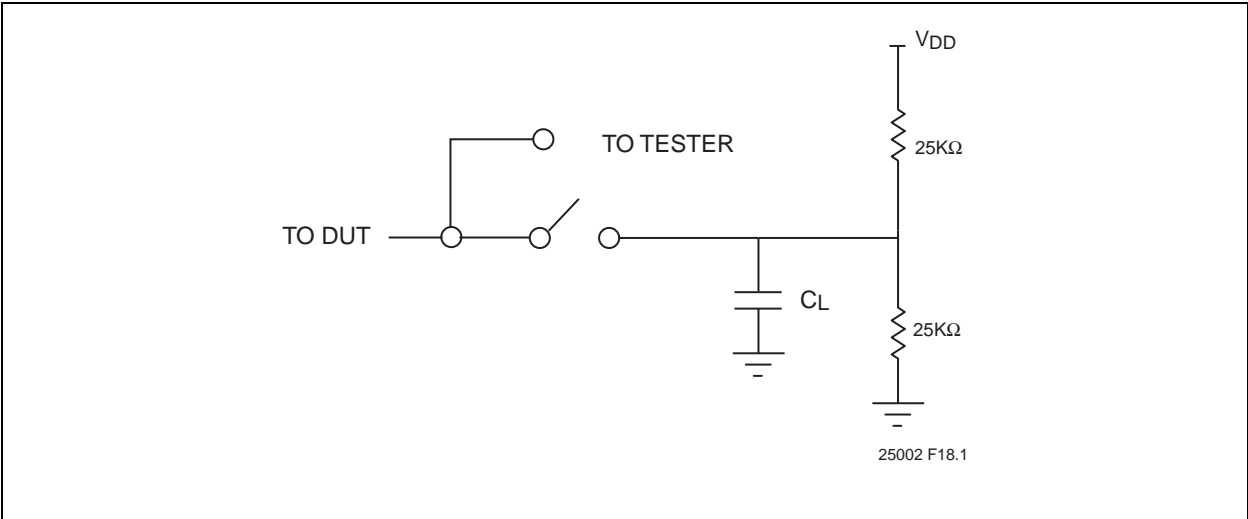 VDD
25KΩ
TO TESTER
TO DUT
CL
25KΩ
25002 F18.1